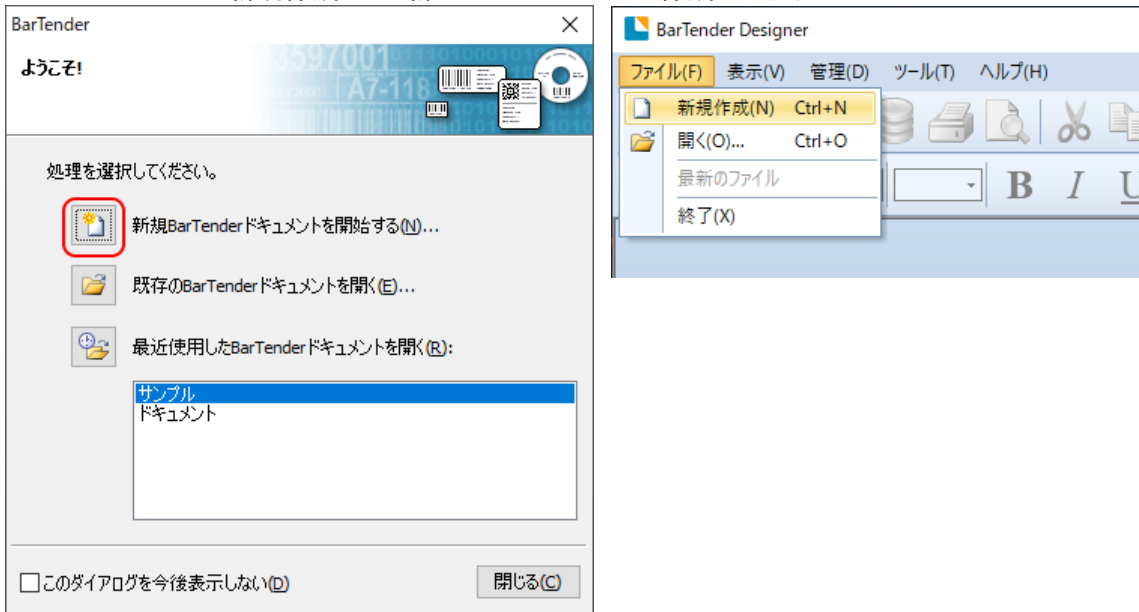 BarTender
ようこそ!
3597001
A7-118
処理を選択してください。
新規BarTenderドキュメントを開始する(N)...
既存のBarTenderドキュメントを開く(E)...
最近使用したBarTenderドキュメントを開く(R):
サンプル
ドキュメント
このダイアログを今後表示しない(D)
閉じる(C)
BarTender Designer
ファイル(F) 表示(V) 管理(D) ツール(T) ヘルプ(H)
新規作成(N) Ctrl+N
開く(O)... Ctrl+O
最新のファイル
終了(X)
B I U